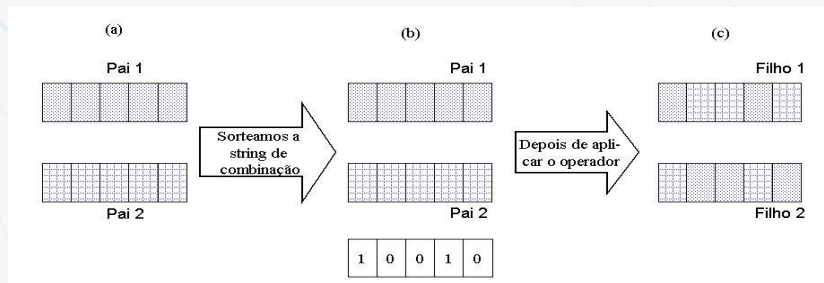 (a)
(b)
(c)
Pai 1
Pai 1
Filho 1
Sorteamos a
string de
combinação
Depois de apli-
car o operador
Pai 2
Pai 2
Filho 2
1 0 0 1 0